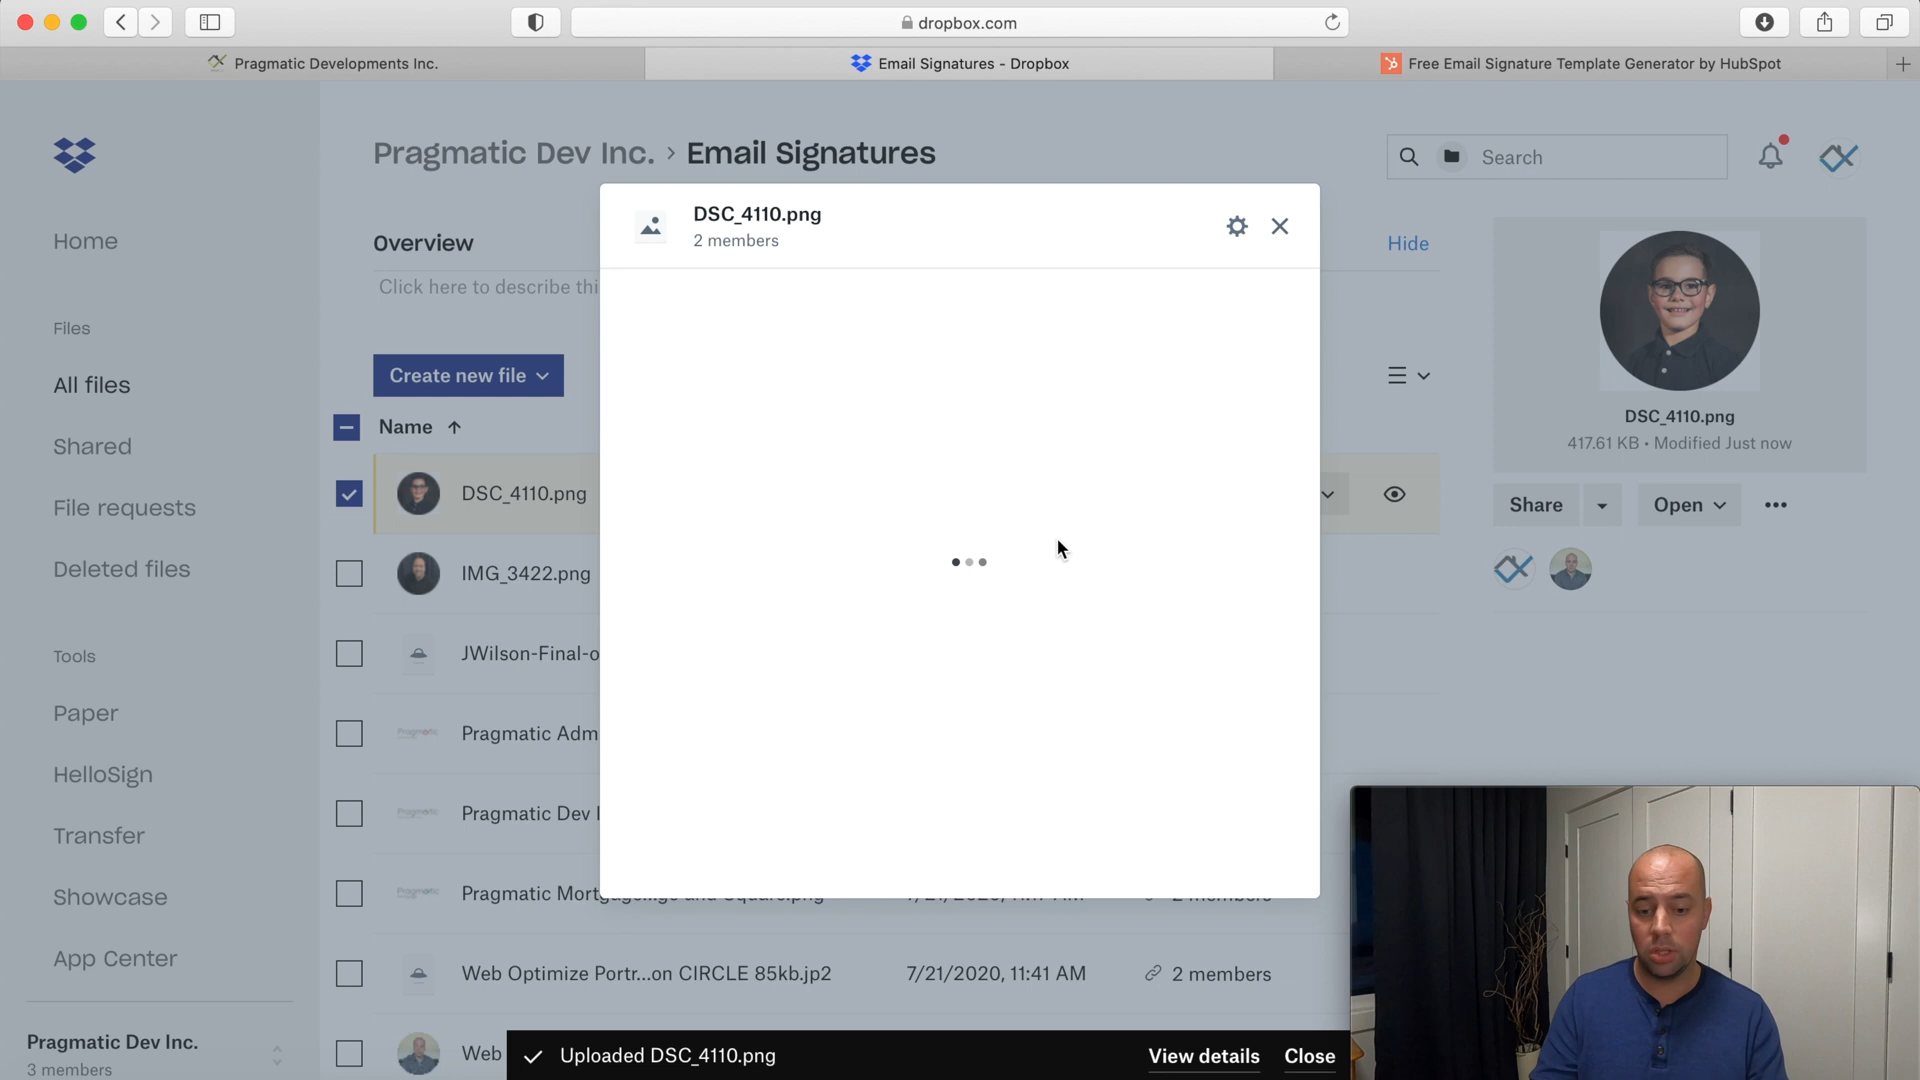 dropbox.com
Pragmatic Developments Inc.
Email Signatures - Dropbox
Free Email Signature Template Generator by HubSpot
Pragmatic Dev Inc. › Email Signatures
Search
Home
Files
All files
Shared
File requests
Deleted files
Tools
Paper
HelloSign
Transfer
Showcase
App Center
Pragmatic Dev Inc.
3 members
Overview
Hide
Click here to describe thi
Create new file
Name
DSC_4110.png
IMG_3422.png
JWilson-Final-o
Pragmatic Adm
Pragmatic Dev I
Web Optimize Portr...on CIRCLE 85kb.jp2 7/21/2020, 11:41 AM 2 members
Web
DSC_4110.png
2 members
DSC_4110.png
417.61 KB • Modified Just now
Share
Open
Uploaded DSC_4110.png
View details
Close